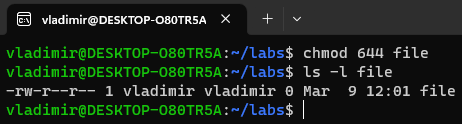 vladimir@DESKTOP-O80TR5A
vladimir@DESKTOP-O80TR5A:~/labs$ chmod 644 file
vladimir@DESKTOP-O80TR5A:~/labs$ ls -l file
-rw-r--r-- 1 vladimir vladimir 0 Mar  9 12:01 file
vladimir@DESKTOP-O80TR5A:~/labs$